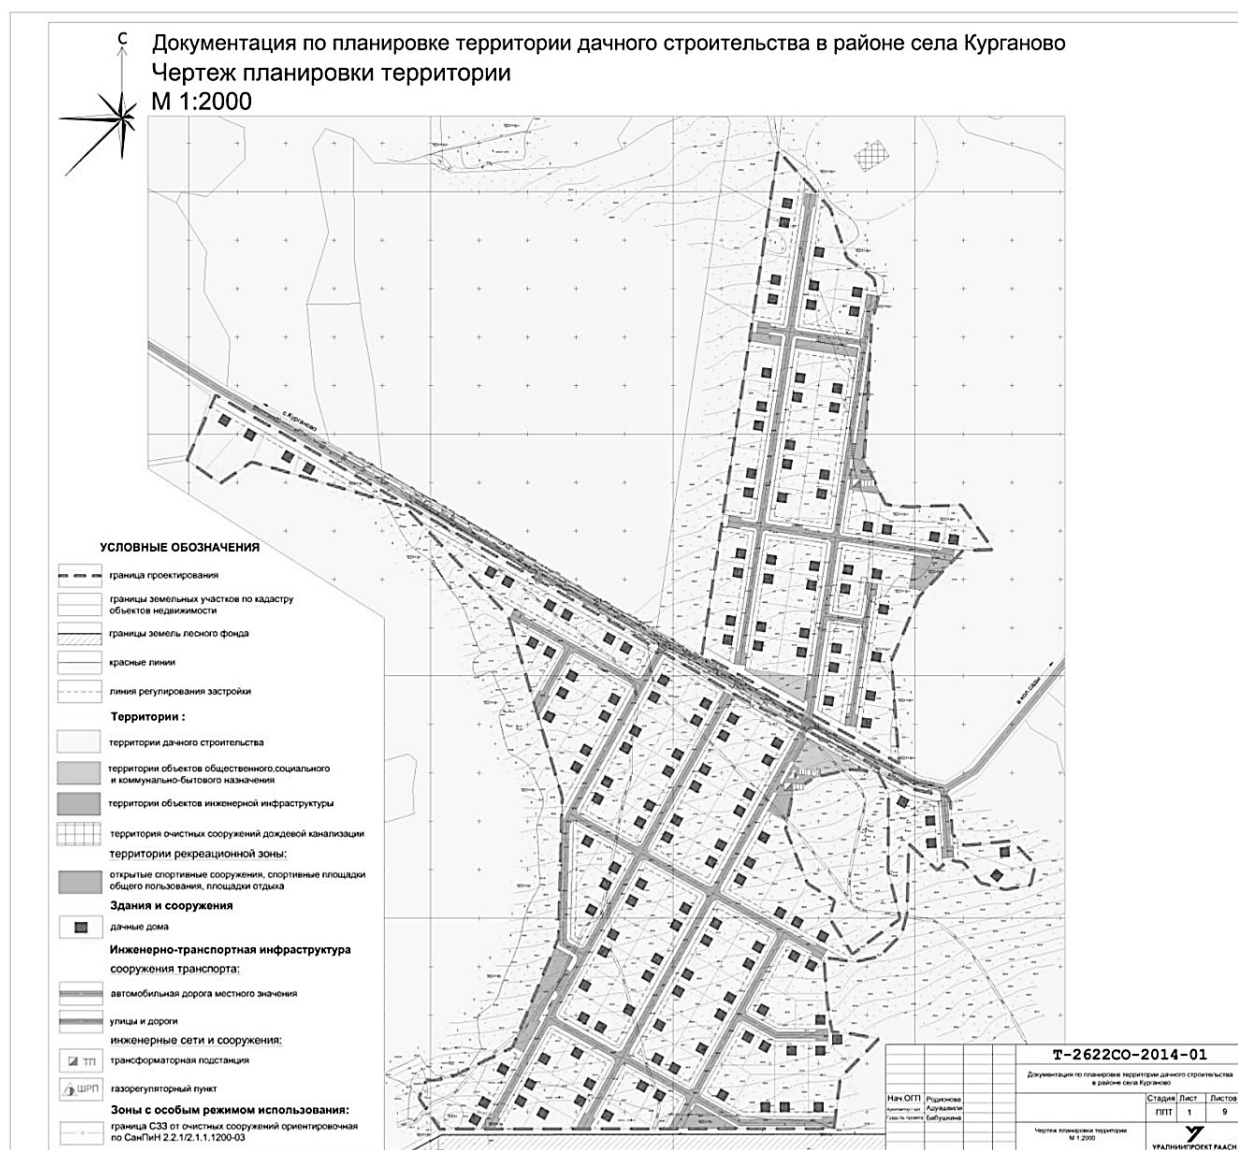 С
Документация по планировке территории дачного строительства в районе села Курганово
Чертеж планировки территории
М 1:2000
с.Курганово
в кол.сады
УСЛОВНЫЕ ОБОЗНАЧЕНИЯ
граница проектирования
границы земельных участков по кадастру
объектов недвижимости
границы земель лесного фонда
красные линии
линия регулирования застройки
Территории :
территории дачного строительства
территории объектов общественного,социального
и коммунально-бытового назначения
территории объектов инженерной инфраструктуры
территория очистных сооружений дождевой канализации
территории рекреационной зоны:
открытые спортивные сооружения, спортивные площадки
общего пользования, площадки отдыха
Здания и сооружения
дачные дома
Инженерно-транспортная инфраструктура
сооружения транспорта:
автомобильная дорога местного значения
улицы и дороги
инженерные сети и сооружения:
ТП
трансформаторная подстанция
ШРП
газорегуляторный пункт
Зоны с особым режимом использования:
граница СЗЗ от очистных сооружений ориентировочная
по СанПиН 2.2.1/2.1.1.1200-03
Т-2622СО-2014-01
Документация по планировке территории дачного строительства
в районе села Курганово
Нач.ОГП Родионова
Бабушкина
Стадия Лист Листов
ППТ 1 9
Чертеж планировки территории
М 1:2000
УРАЛНИИПРОЕКТ РААСН